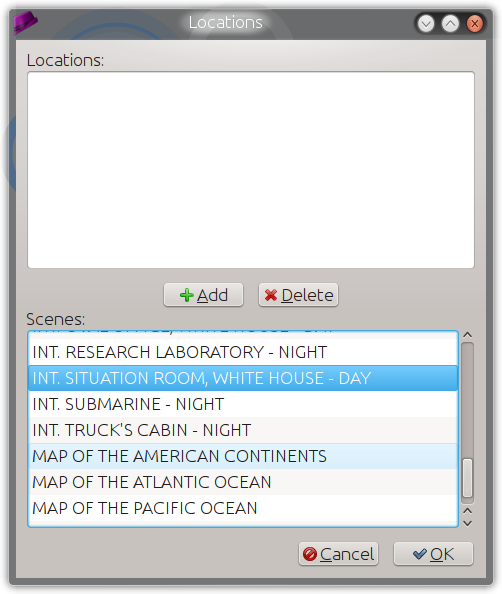 Locations
Locations:
Add
Delete
Scenes:
INT. RESEARCH LABORATORY - NIGHT
INT. SITUATION ROOM, WHITE HOUSE - DAY
INT. SUBMARINE - NIGHT
INT. TRUCK'S CABIN - NIGHT
MAP OF THE AMERICAN CONTINENTS
MAP OF THE ATLANTIC OCEAN
MAP OF THE PACIFIC OCEAN
Cancel
OK